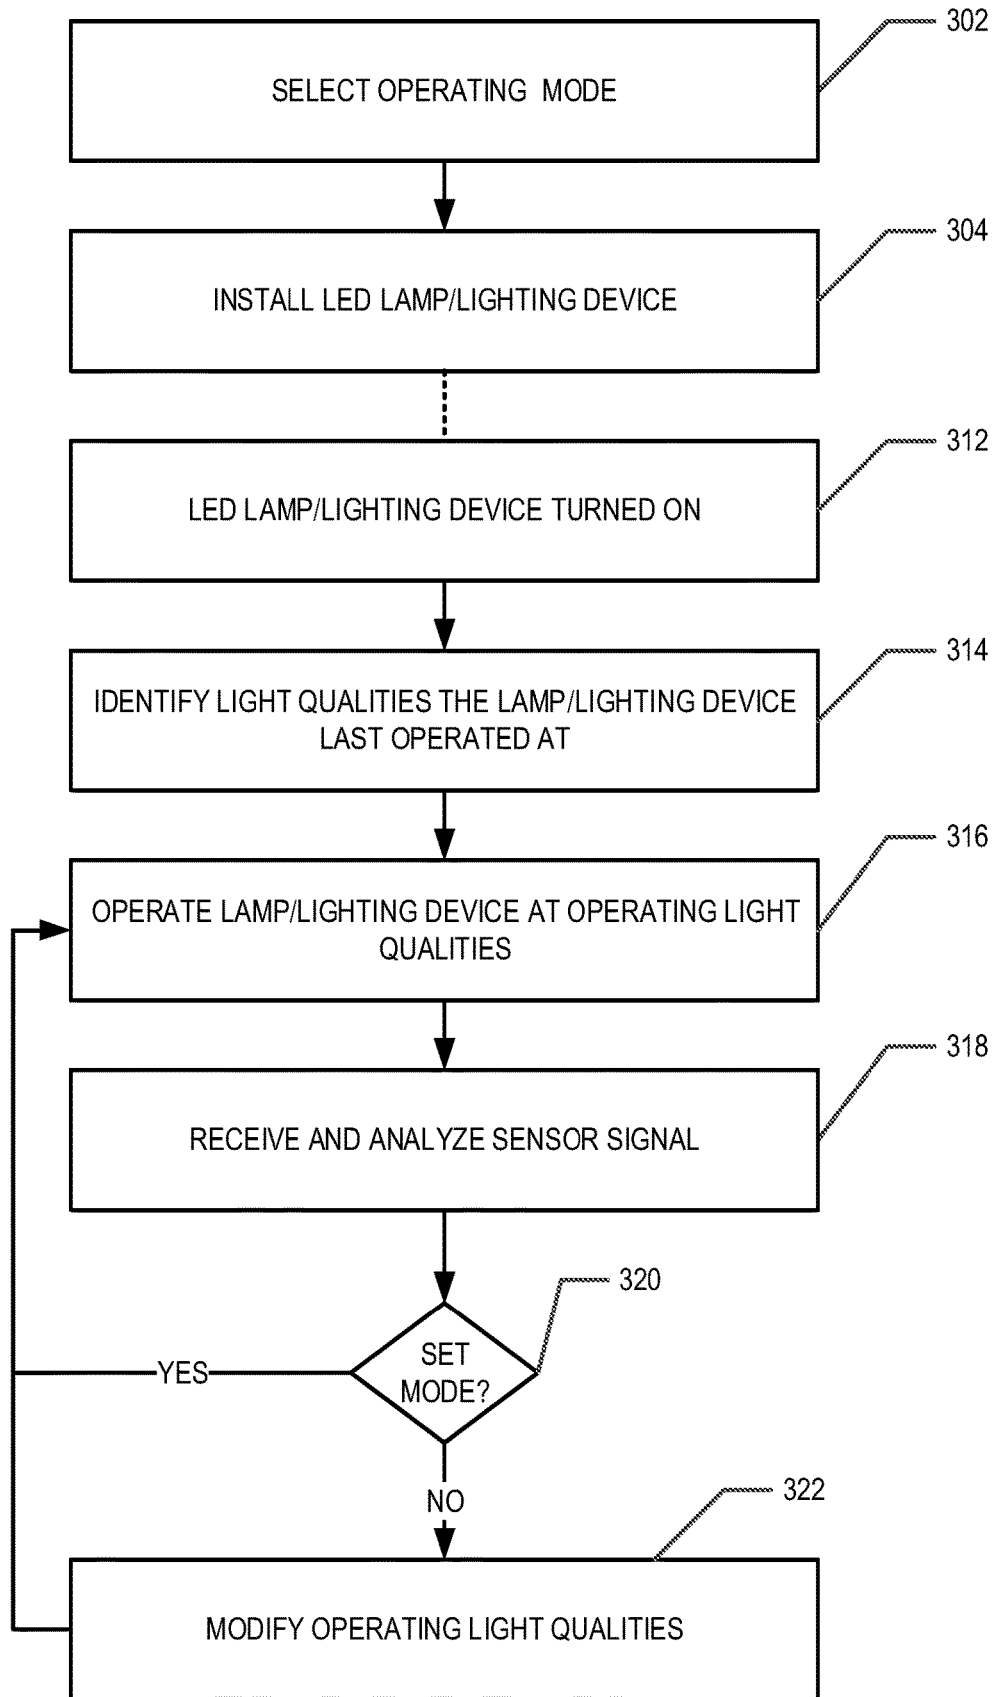 302
SELECT OPERATING MODE
304
INSTALL LED LAMP/LIGHTING DEVICE
312
LED LAMP/LIGHTING DEVICE TURNED ON
314
IDENTIFY LIGHT QUALITIES THE LAMP/LIGHTING DEVICE
LAST OPERATED AT
316
OPERATE LAMP/LIGHTING DEVICE AT OPERATING LIGHT
QUALITIES
318
RECEIVE AND ANALYZE SENSOR SIGNAL
320
SET
MODE?
YES
NO
322
MODIFY OPERATING LIGHT QUALITIES